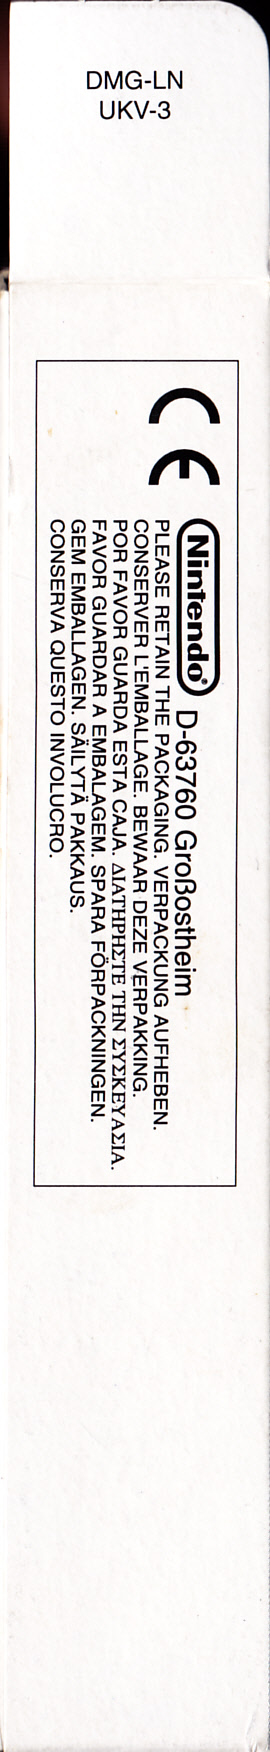 DMG-LN
UKV-3
CE
Nintendo® D-63760 Großostheim
PLEASE RETAIN THE PACKAGING. VERPACKUNG AUFHEBEN.
CONSERVER L'EMBALLAGE. BEWAAR DEZE VERPAKKING.
POR FAVOR GUARDA ESTA CAJA. ΔΙΑΤΗΡΗΣΤΕ ΤΗΝ ΣΥΣΚΕΥΑΣΙΑ.
FAVOR GUARDAR A EMBALAGEM. SPARA FÖRPACKNINGEN.
GEM EMBALLAGEN. SÄILYTÄ PAKKAUS.
CONSERVA QUESTO INVOLUCRO.